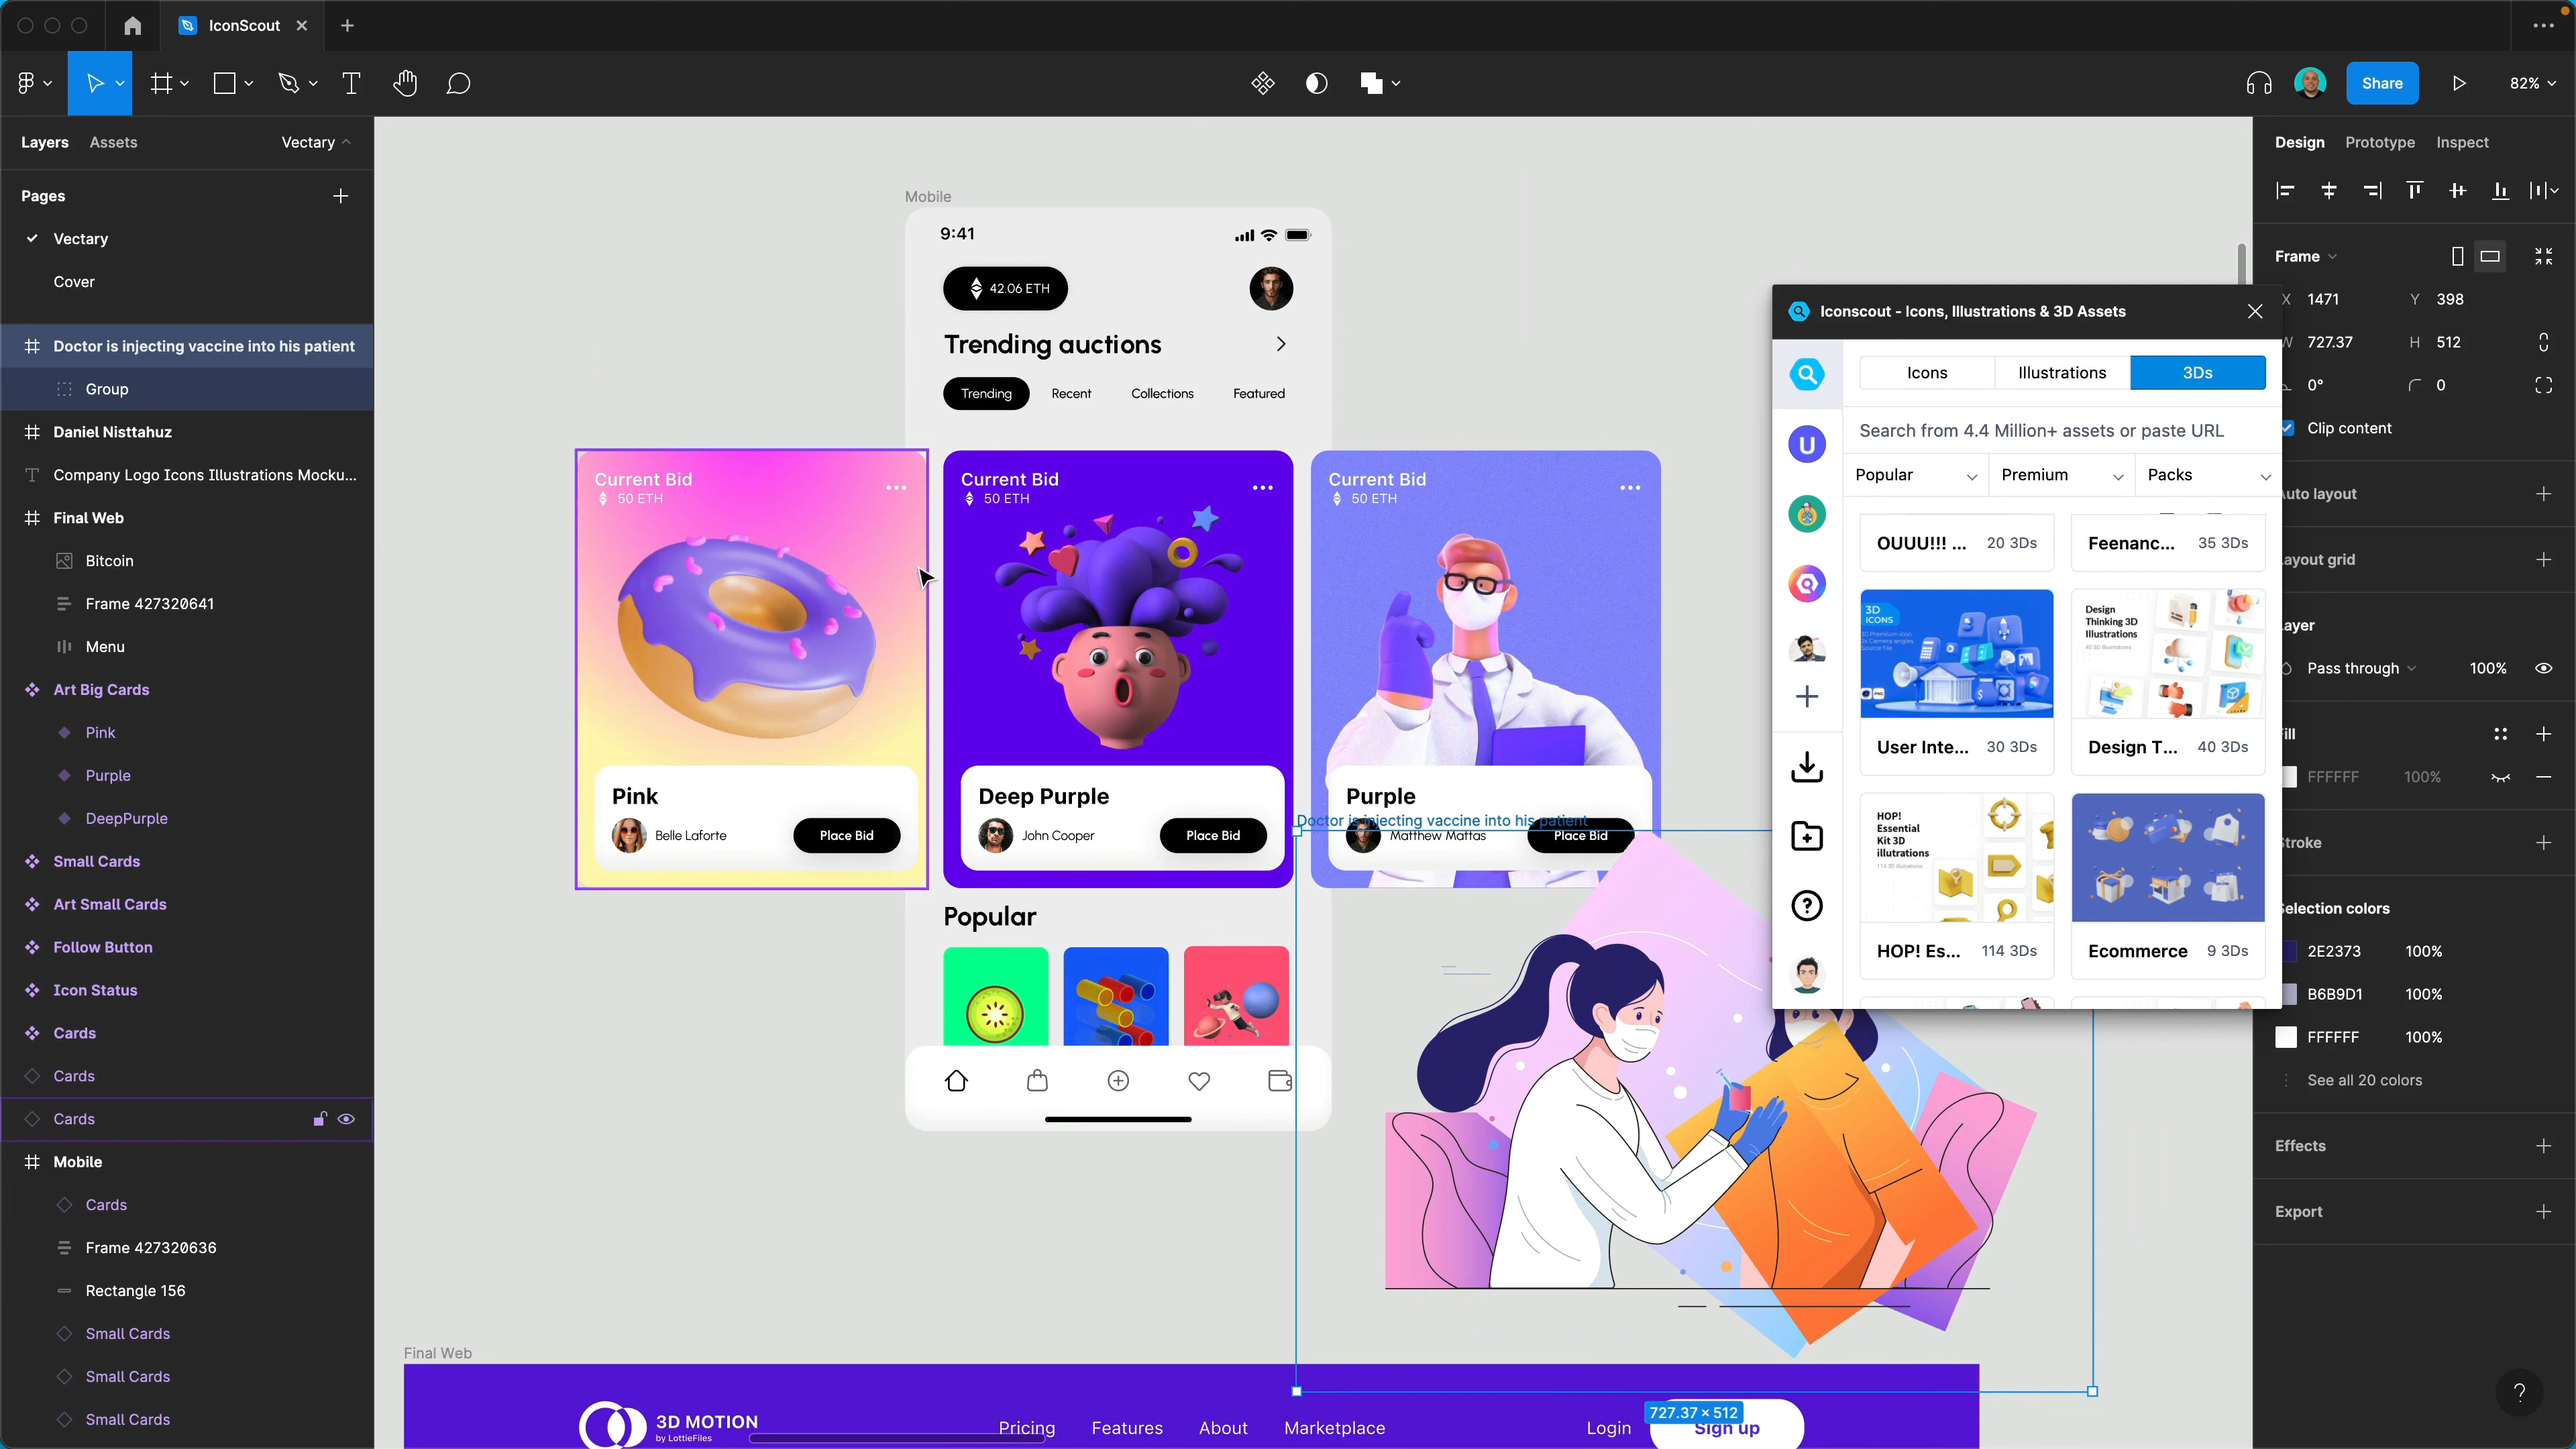 IconScout
Share
82%
Layers
Assets
Vectary
Pages
Vectary
Cover
Doctor is injecting vaccine into his patient
Group
Daniel Nisttahuz
Company Logo Icons Illustrations Mocku...
Final Web
Bitcoin
Frame 427320641
Menu
Art Big Cards
Pink
Purple
DeepPurple
Small Cards
Art Small Cards
Follow Button
Icon Status
Cards
Cards
Cards
Mobile
Cards
Frame 427320636
Rectangle 156
Small Cards
Small Cards
Small Cards
Mobile
9:41
42.06 ETH
Trending auctions
Trending Recent Collections Featured
Current Bid
50 ETH
Pink
Belle Laforte
Place Bid
Current Bid
50 ETH
Deep Purple
John Cooper
Place Bid
Current Bid
50 ETH
Purple
Doctor is injecting vaccine into his patient
Matthew Mattas
Place Bid
Popular
Final Web
3D MOTION
by LottieFiles
Pricing Features About Marketplace
Login
Sign up
727.37 × 512
Iconscout - Icons, Illustrations & 3D Assets
Icons Illustrations 3Ds
Search from 4.4 Million+ assets or paste URL
Popular Premium Packs
U
OUUU!!! ... 20 3Ds
Feenanc... 35 3Ds
3D
ICONS
User Inte... 30 3Ds
Design
Thinking 3D
Illustrations
Design T... 40 3Ds
HOP!
Essential
Kit 3D
illutrations
HOP! Es... 114 3Ds
Ecommerce 9 3Ds
Design Prototype Inspect
Frame
X 1471 Y 398
W 727.37 H 512
0° 0
Clip content
Auto layout
Layout grid
Layer
Pass through 100%
Fill
FFFFFF 100%
Stroke
Selection colors
2E2373 100%
B6B9D1 100%
FFFFFF 100%
See all 20 colors
Effects
Export
?